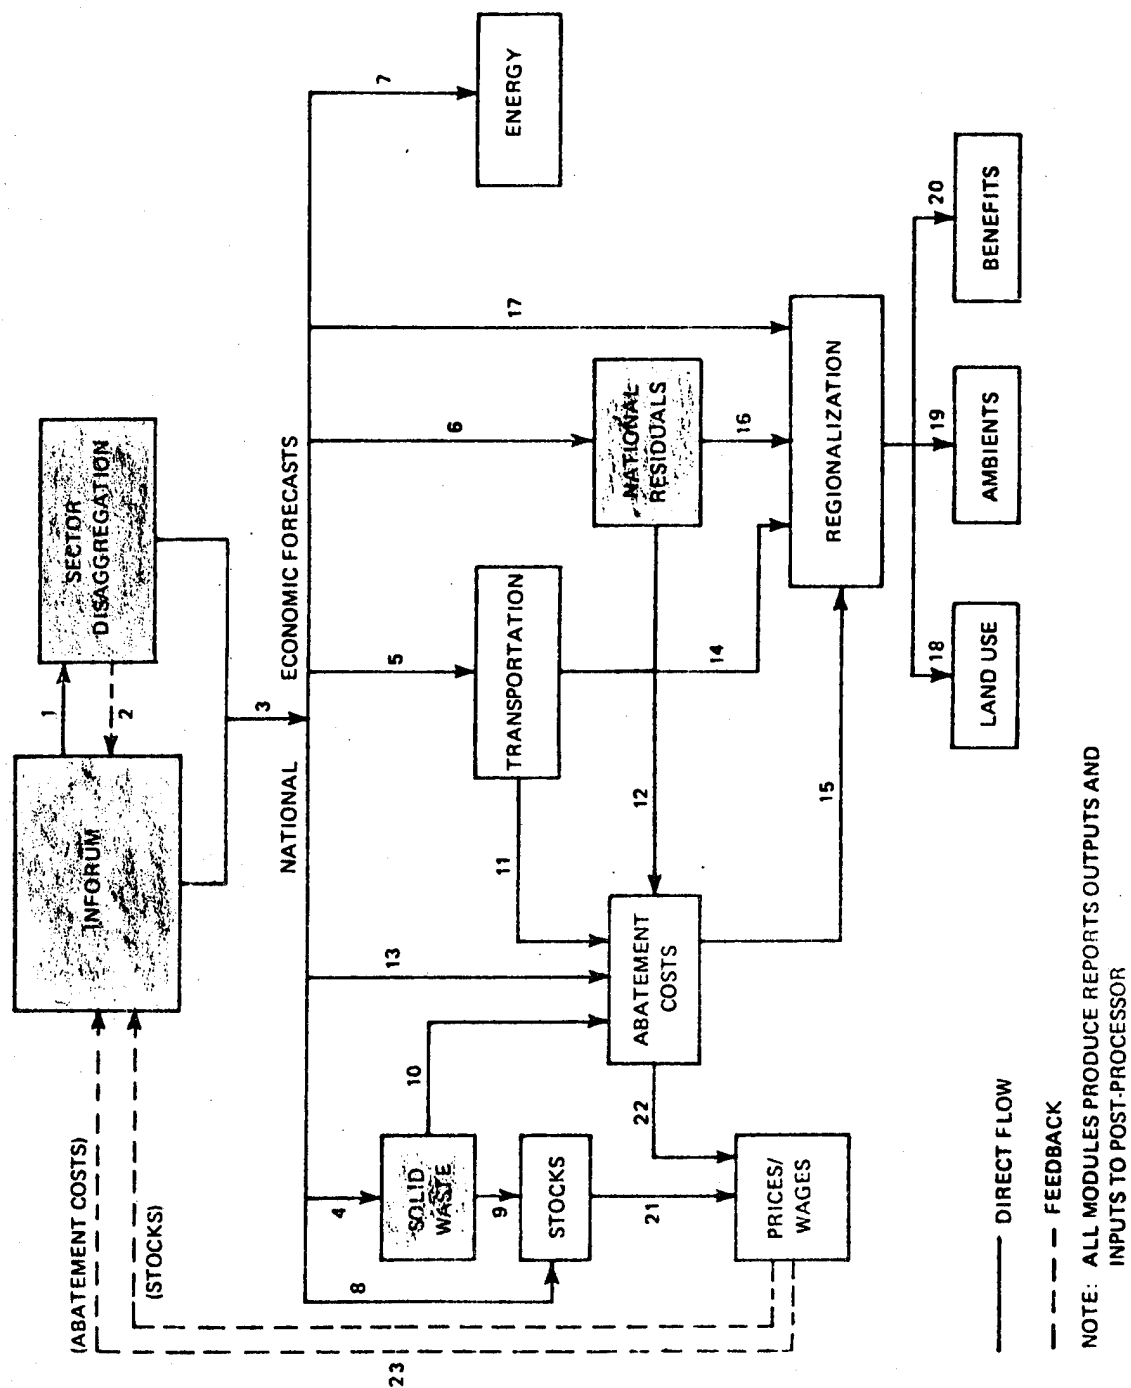 (ABATEMENT COSTS)
(STOCKS)
INFORUM
1
2
SECTOR
DISAGGREGATION
3
NATIONAL ECONOMIC FORECASTS
23
8
4
13
5
6
17
7
SOLID
WASTE
10
9
11
TRANSPORTATION
ENERGY
STOCKS
ABATEMENT
COSTS
12
NATIONAL
RESIDUALS
21
22
14
16
PRICES/
WAGES
15
REGIONALIZATION
18
19
20
LAND USE
AMBIENTS
BENEFITS
DIRECT FLOW
FEEDBACK
NOTE: ALL MODULES PRODUCE REPORTS OUTPUTS AND
INPUTS TO POST-PROCESSOR